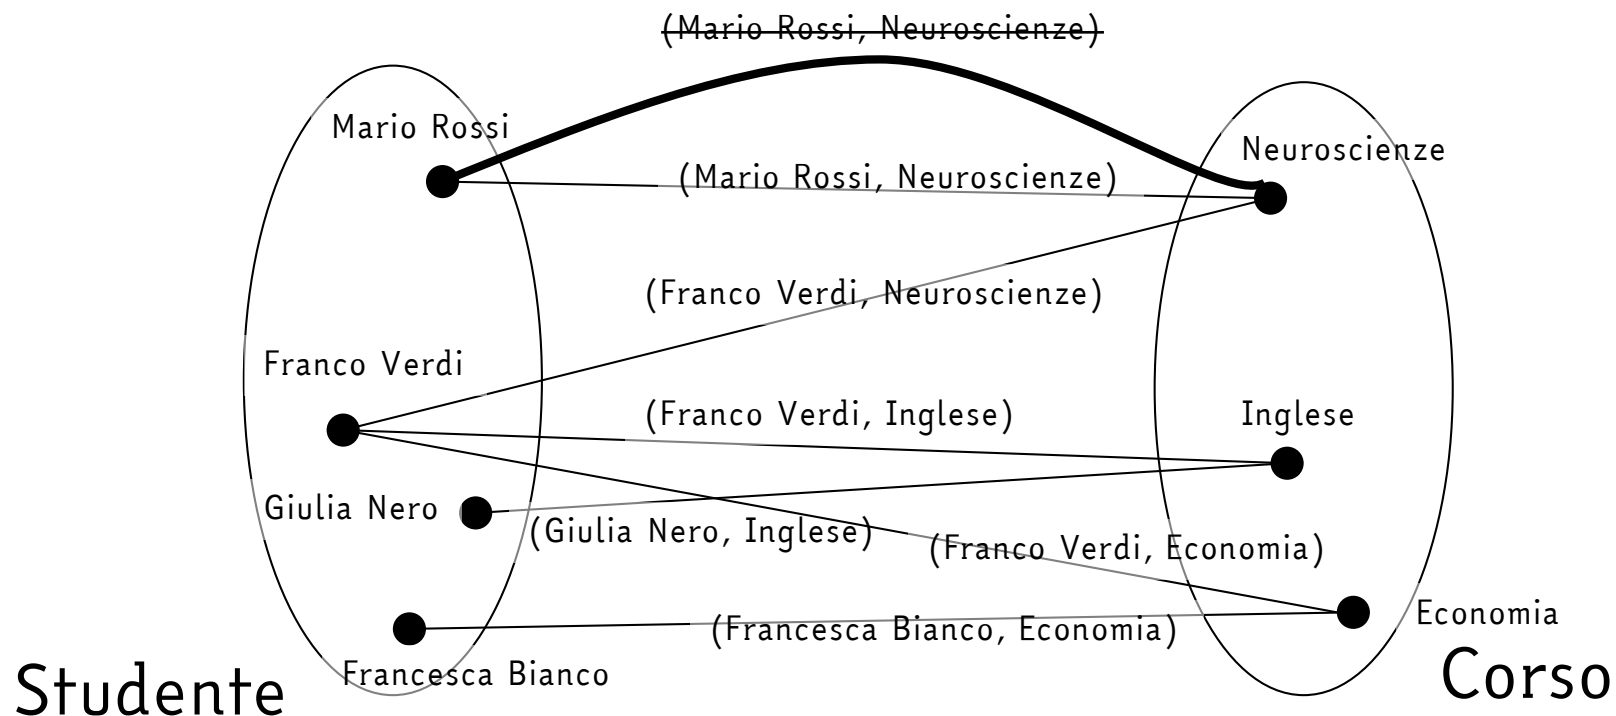 (Mario Rossi, Neuroscienze)
Mario Rossi
Neuroscienze
(Mario Rossi, Neuroscienze)
(Franco Verdi, Neuroscienze)
Franco Verdi
(Franco Verdi, Inglese)
Inglese
Giulia Nero
(Giulia Nero, Inglese)
(Franco Verdi, Economia)
Economia
(Francesca Bianco, Economia)
Francesca Bianco
Studente
Corso